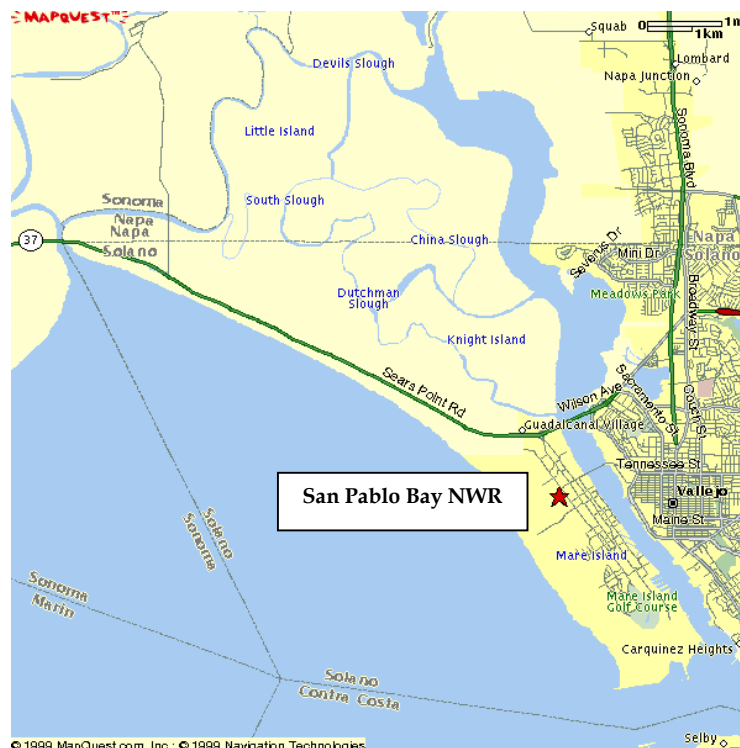 MAPQUEST™
Squab
0 1m
1km
Lombard
Devils Slough
Napa Junction
Sonoma Blvd
Little Island
South Slough
Sonoma
Napa
Napa
Solano
37
China Slough
Severus Dr
Mini Dr
Napa
Solano
Dutchman
Slough
Meadows Park
Broadway St
Knight Island
Sears Point Rd
Wilson Ave
Sacramento St
Couch St
Guadalcanal Village
Tennessee St
San Pablo Bay NWR
Vallejo
Maine St
Solano
Sonoma
Mare Island
Sonoma
Marin
Mare Island
Golf Course
Carquinez Heights
Solano
Contra Costa
Selby
© 1999 MapQuest.com, Inc.; © 1999 Navigation Technologies